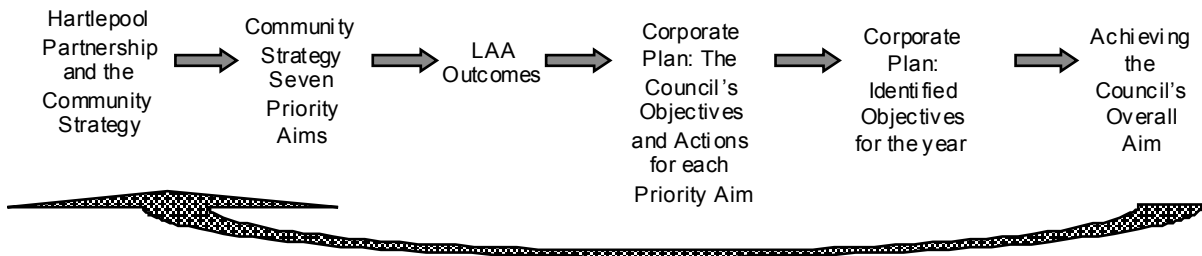 Hartlepool
Partnership
and the
Community
Strategy
Community
Strategy
Seven
Priority
Aims
LAA
Outcomes
Corporate
Plan: The
Council's
Objectives
and Actions
for each
Priority Aim
Corporate
Plan:
Identified
Objectives
for the year
Achieving
the
Council's
Overall
Aim